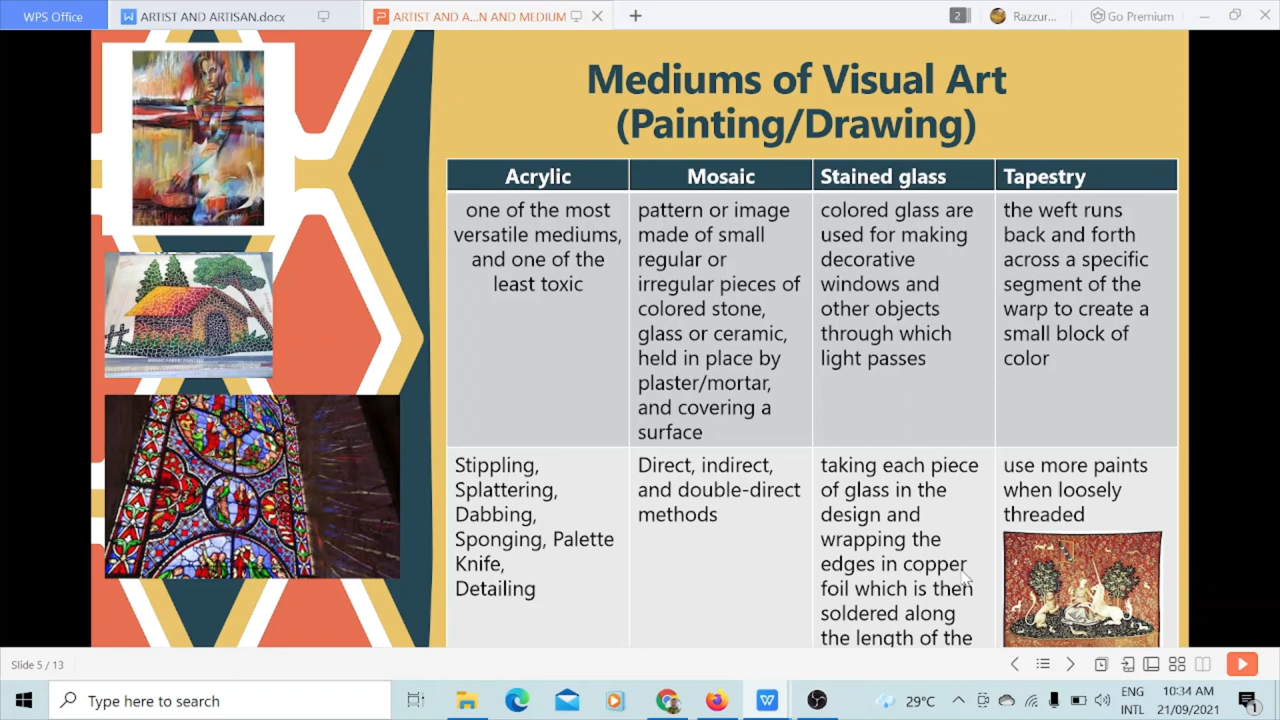 WPS Office
ARTIST AND ARTISAN.docx
ARTIST AND A...N AND MEDIUM
2
Razzur...
Go Premium
Mediums of Visual Art
(Painting/Drawing)
Acrylic
one of the most
versatile mediums,
and one of the
least toxic
Stippling,
Splattering,
Dabbing,
Sponging, Palette
Knife,
Detailing
Mosaic
pattern or image
made of small
regular or
irregular pieces of
colored stone,
glass or ceramic,
held in place by
plaster/mortar,
and covering a
surface
Direct, indirect,
and double-direct
methods
Stained glass
colored glass are
used for making
decorative
windows and
other objects
through which
light passes
taking each piece
of glass in the
design and
wrapping the
edges in copper
foil which is then
soldered along
the length of the
Tapestry
the weft runs
back and forth
across a specific
segment of the
warp to create a
small block of
color
use more paints
when loosely
threaded
Slide 5 / 13
Type here to search
29°C
ENG
INTL
10:34 AM
21/09/2021
1